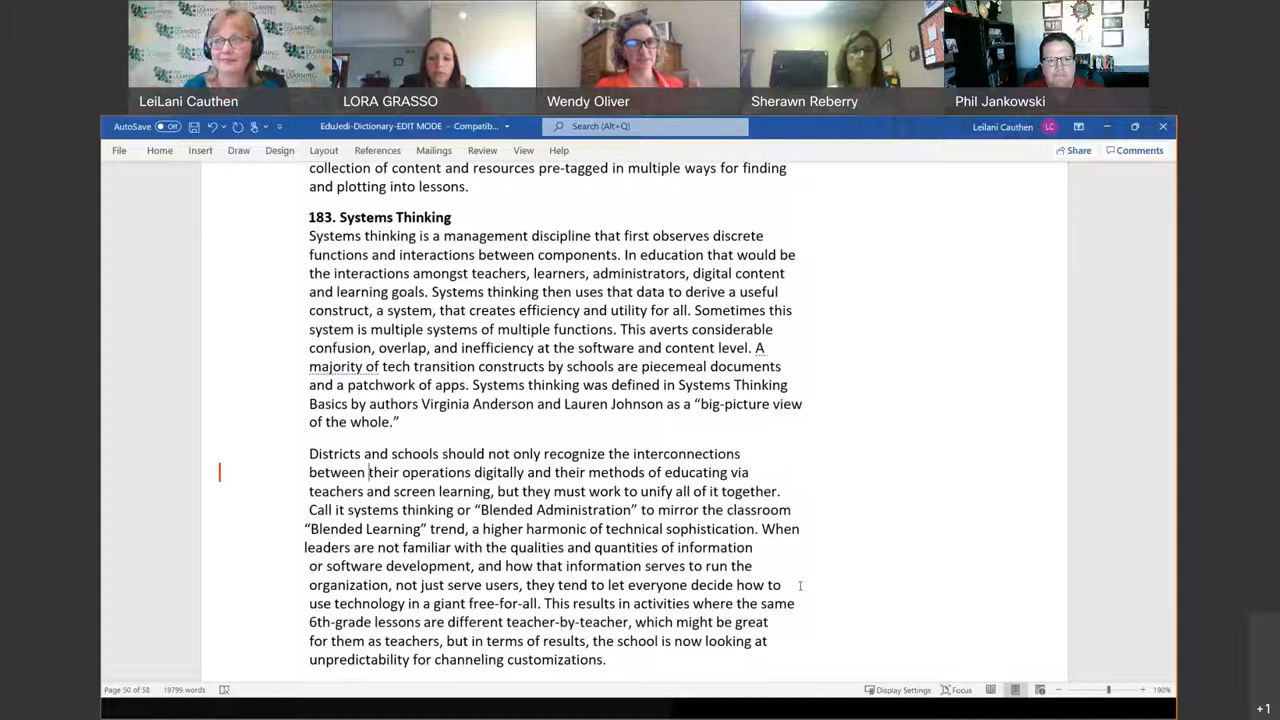 LeiLani Cauthen
LORA GRASSO
Wendy Oliver
Sherawn Reberry
Phil Jankowski
AutoSave Off
EduJedi-Dictionary-EDIT MODE - Compatib...
Search (Alt+Q)
Leilani Cauthen LC
File Home Insert Draw Design Layout References Mailings Review View Help
Share Comments
collection of content and resources pre-tagged in multiple ways for finding
and plotting into lessons.
183. Systems Thinking
Systems thinking is a management discipline that first observes discrete
functions and interactions between components. In education that would be
the interactions amongst teachers, learners, administrators, digital content
and learning goals. Systems thinking then uses that data to derive a useful
construct, a system, that creates efficiency and utility for all. Sometimes this
system is multiple systems of multiple functions. This averts considerable
confusion, overlap, and inefficiency at the software and content level. A
majority of tech transition constructs by schools are piecemeal documents
and a patchwork of apps. Systems thinking was defined in Systems Thinking
Basics by authors Virginia Anderson and Lauren Johnson as a “big-picture view
of the whole.”
Districts and schools should not only recognize the interconnections
between their operations digitally and their methods of educating via
teachers and screen learning, but they must work to unify all of it together.
Call it systems thinking or “Blended Administration” to mirror the classroom
“Blended Learning” trend, a higher harmonic of technical sophistication. When
leaders are not familiar with the qualities and quantities of information
or software development, and how that information serves to run the
organization, not just serve users, they tend to let everyone decide how to
use technology in a giant free-for-all. This results in activities where the same
6th-grade lessons are different teacher-by-teacher, which might be great
for them as teachers, but in terms of results, the school is now looking at
unpredictability for channeling customizations.
Page 50 of 58 19799 words
Display Settings Focus
190%
+1